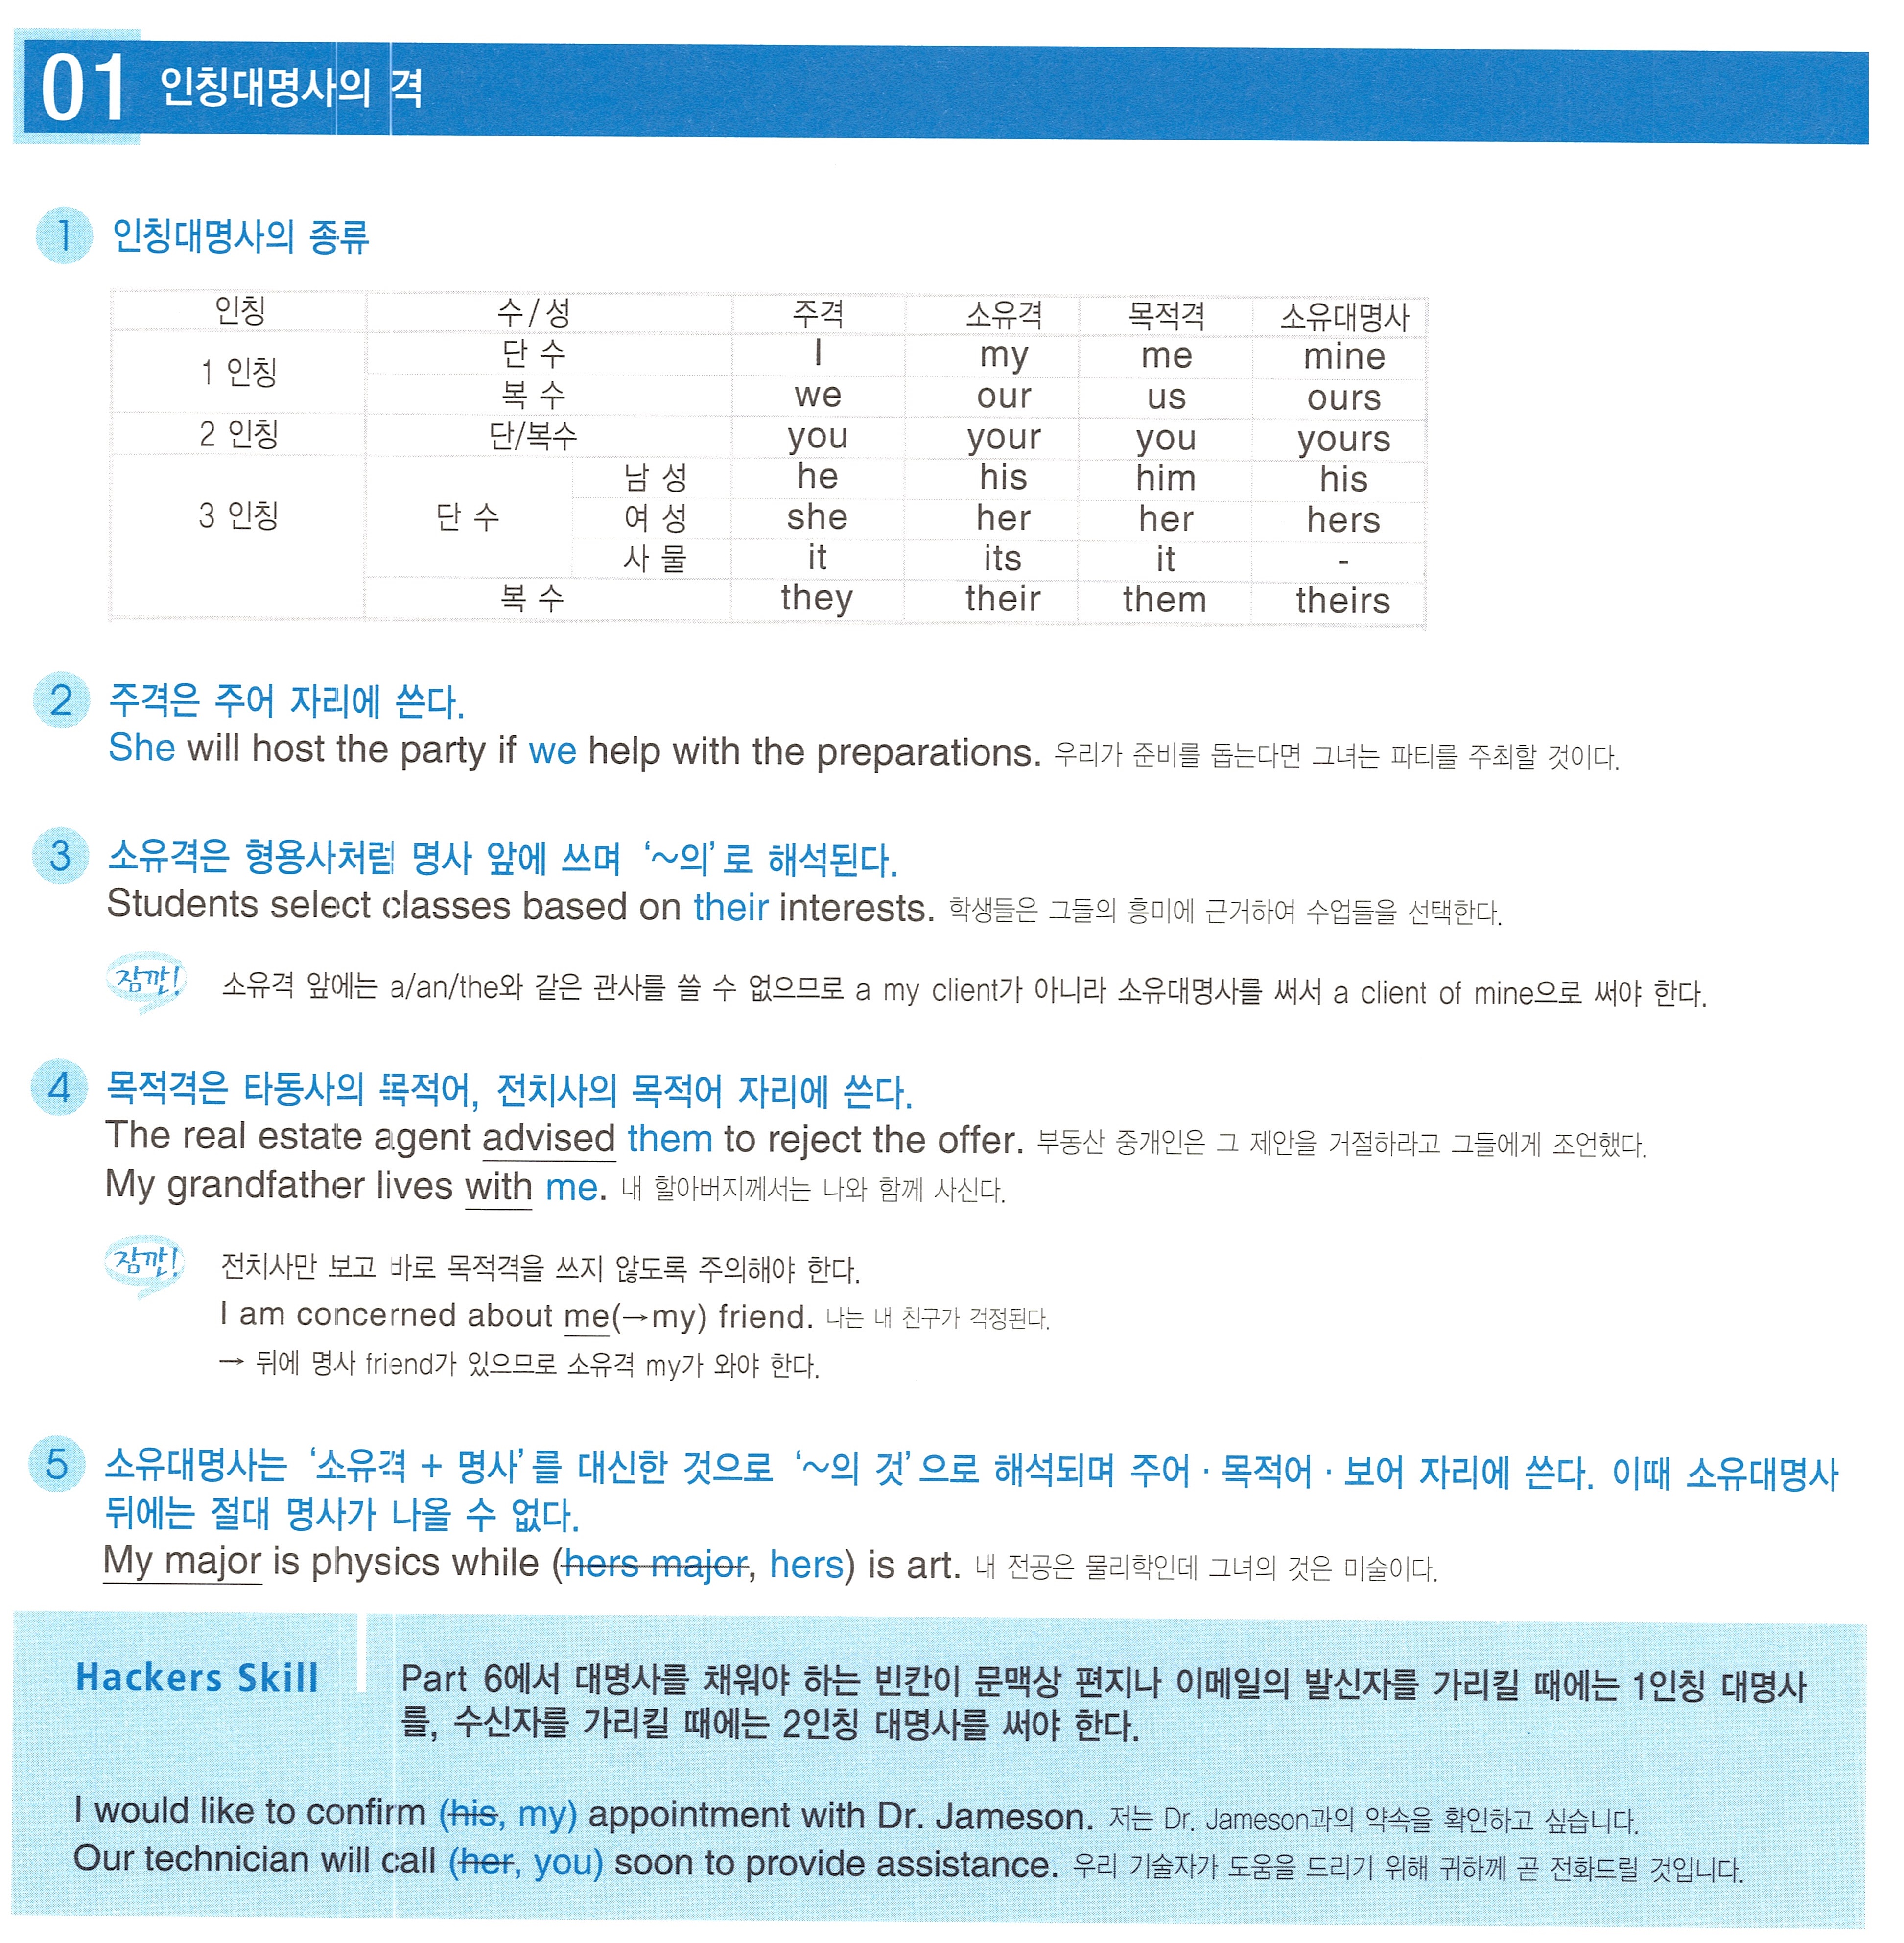 01 인칭대명사의 격
1 인칭대명사의 종류
인칭 수/성 주격 소유격 목적격 소유대명사
1 인칭 단 수 I my me mine
복 수 we our us ours
2 인칭 단/복수 you your you yours
3 인칭 단 수 남 성 he his him his
여 성 she her her hers
사 물 it its it -
복 수 they their them theirs
2 주격은 주어 자리에 쓴다.
She will host the party if we help with the preparations. 우리가 준비를 돕는다면 그녀는 파티를 주최할 것이다.
3 소유격은 형용사처럼 명사 앞에 쓰며 ‘~의’로 해석된다.
Students select classes based on their interests. 학생들은 그들의 흥미에 근거하여 수업들을 선택한다.
잠깐! 소유격 앞에는 a/an/the와 같은 관사를 쓸 수 없으므로 a my client가 아니라 소유대명사를 써서 a client of mine으로 써야 한다.
4 목적격은 타동사의 목적어, 전치사의 목적어 자리에 쓴다.
The real estate agent advised them to reject the offer. 부동산 중개인은 그 제안을 거절하라고 그들에게 조언했다.
My grandfather lives with me. 내 할아버지께서는 나와 함께 사신다.
잠깐! 전치사만 보고 바로 목적격을 쓰지 않도록 주의해야 한다.
I am concerned about me(→my) friend. 나는 내 친구가 걱정된다.
→ 뒤에 명사 friend가 있으므로 소유격 my가 와야 한다.
5 소유대명사는 ‘소유격 + 명사’를 대신한 것으로 ‘~의 것’으로 해석되며 주어·목적어·보어 자리에 쓴다. 이때 소유대명사
뒤에는 절대 명사가 나올 수 없다.
My major is physics while (hers major, hers) is art. 내 전공은 물리학인데 그녀의 것은 미술이다.
Hackers Skill Part 6에서 대명사를 채워야 하는 빈칸이 문맥상 편지나 이메일의 발신자를 가리킬 때에는 1인칭 대명사
를, 수신자를 가리킬 때에는 2인칭 대명사를 써야 한다.
I would like to confirm (his, my) appointment with Dr. Jameson. 저는 Dr. Jameson과의 약속을 확인하고 싶습니다.
Our technician will call (her, you) soon to provide assistance. 우리 기술자가 도움을 드리기 위해 귀하께 곧 전화드릴 것입니다.